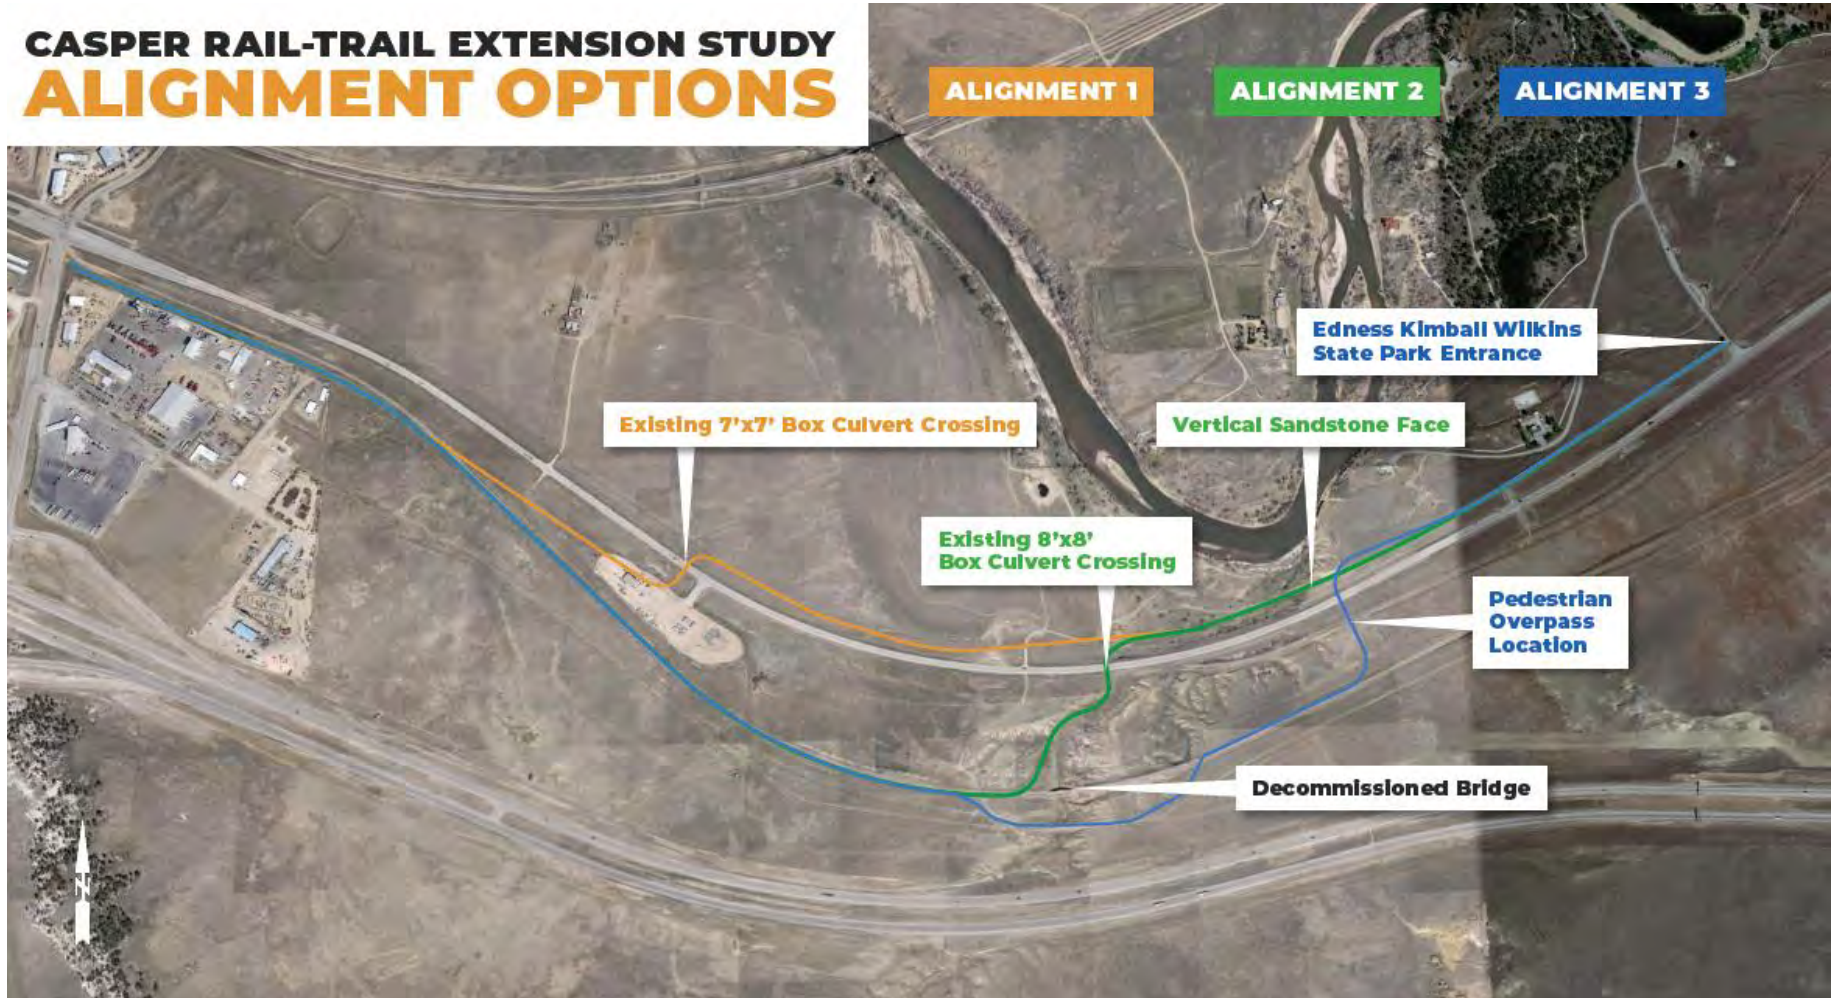 CASPER RAIL-TRAIL EXTENSION STUDY
ALIGNMENT OPTIONS
ALIGNMENT 1
ALIGNMENT 2
ALIGNMENT 3
Edness Kimball Wilkins
State Park Entrance
Existing 7'x7' Box Culvert Crossing
Vertical Sandstone Face
Existing 8'x8'
Box Culvert Crossing
Pedestrian
Overpass
Location
Decommissioned Bridge
N